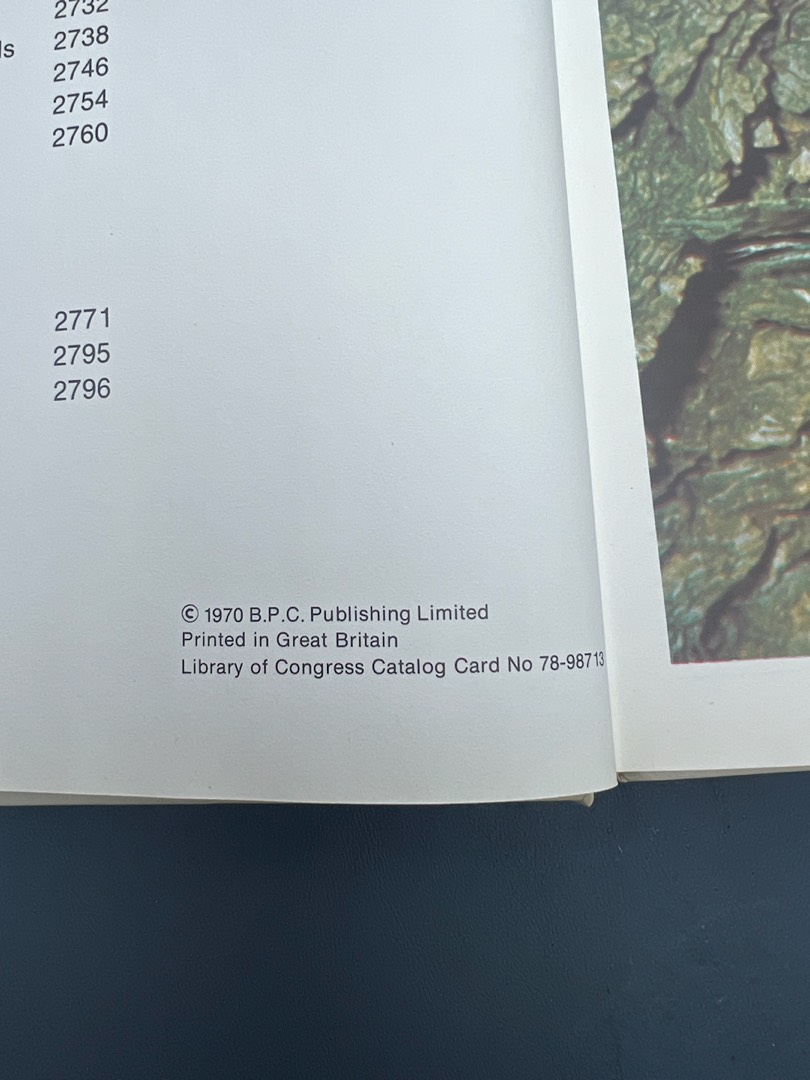 2732
ls 2738
2746
2754
2760
2771
2795
2796
© 1970 B.P.C. Publishing Limited
Printed in Great Britain
Library of Congress Catalog Card No 78-98713